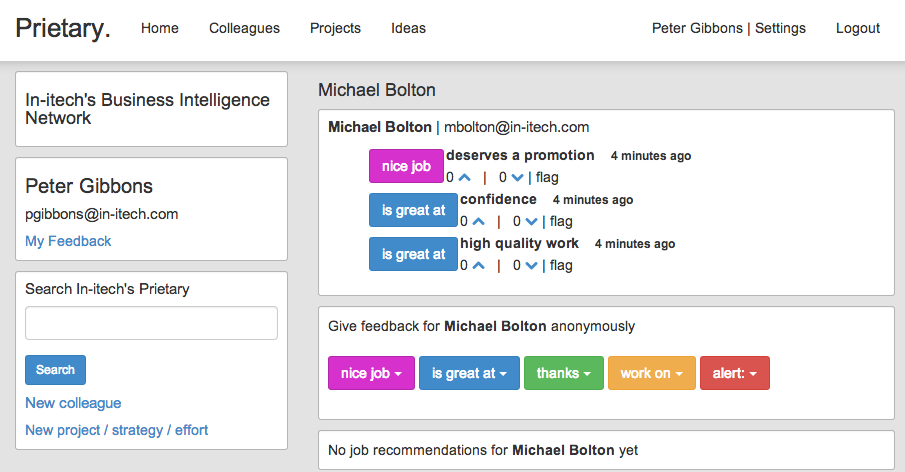 Prietary. Home Colleagues Projects Ideas Peter Gibbons | Settings Logout
In-itech's Business Intelligence
Network
Peter Gibbons
pgibbons@in-itech.com
My Feedback
Search In-itech's Prietary
Search
New colleague
New project / strategy / effort
Michael Bolton
Michael Bolton | mbolton@in-itech.com
nice job deserves a promotion 4 minutes ago
0 | 0 | flag
is great at confidence 4 minutes ago
0 | 0 | flag
is great at high quality work 4 minutes ago
0 | 0 | flag
Give feedback for Michael Bolton anonymously
nice job is great at thanks work on alert:
No job recommendations for Michael Bolton yet